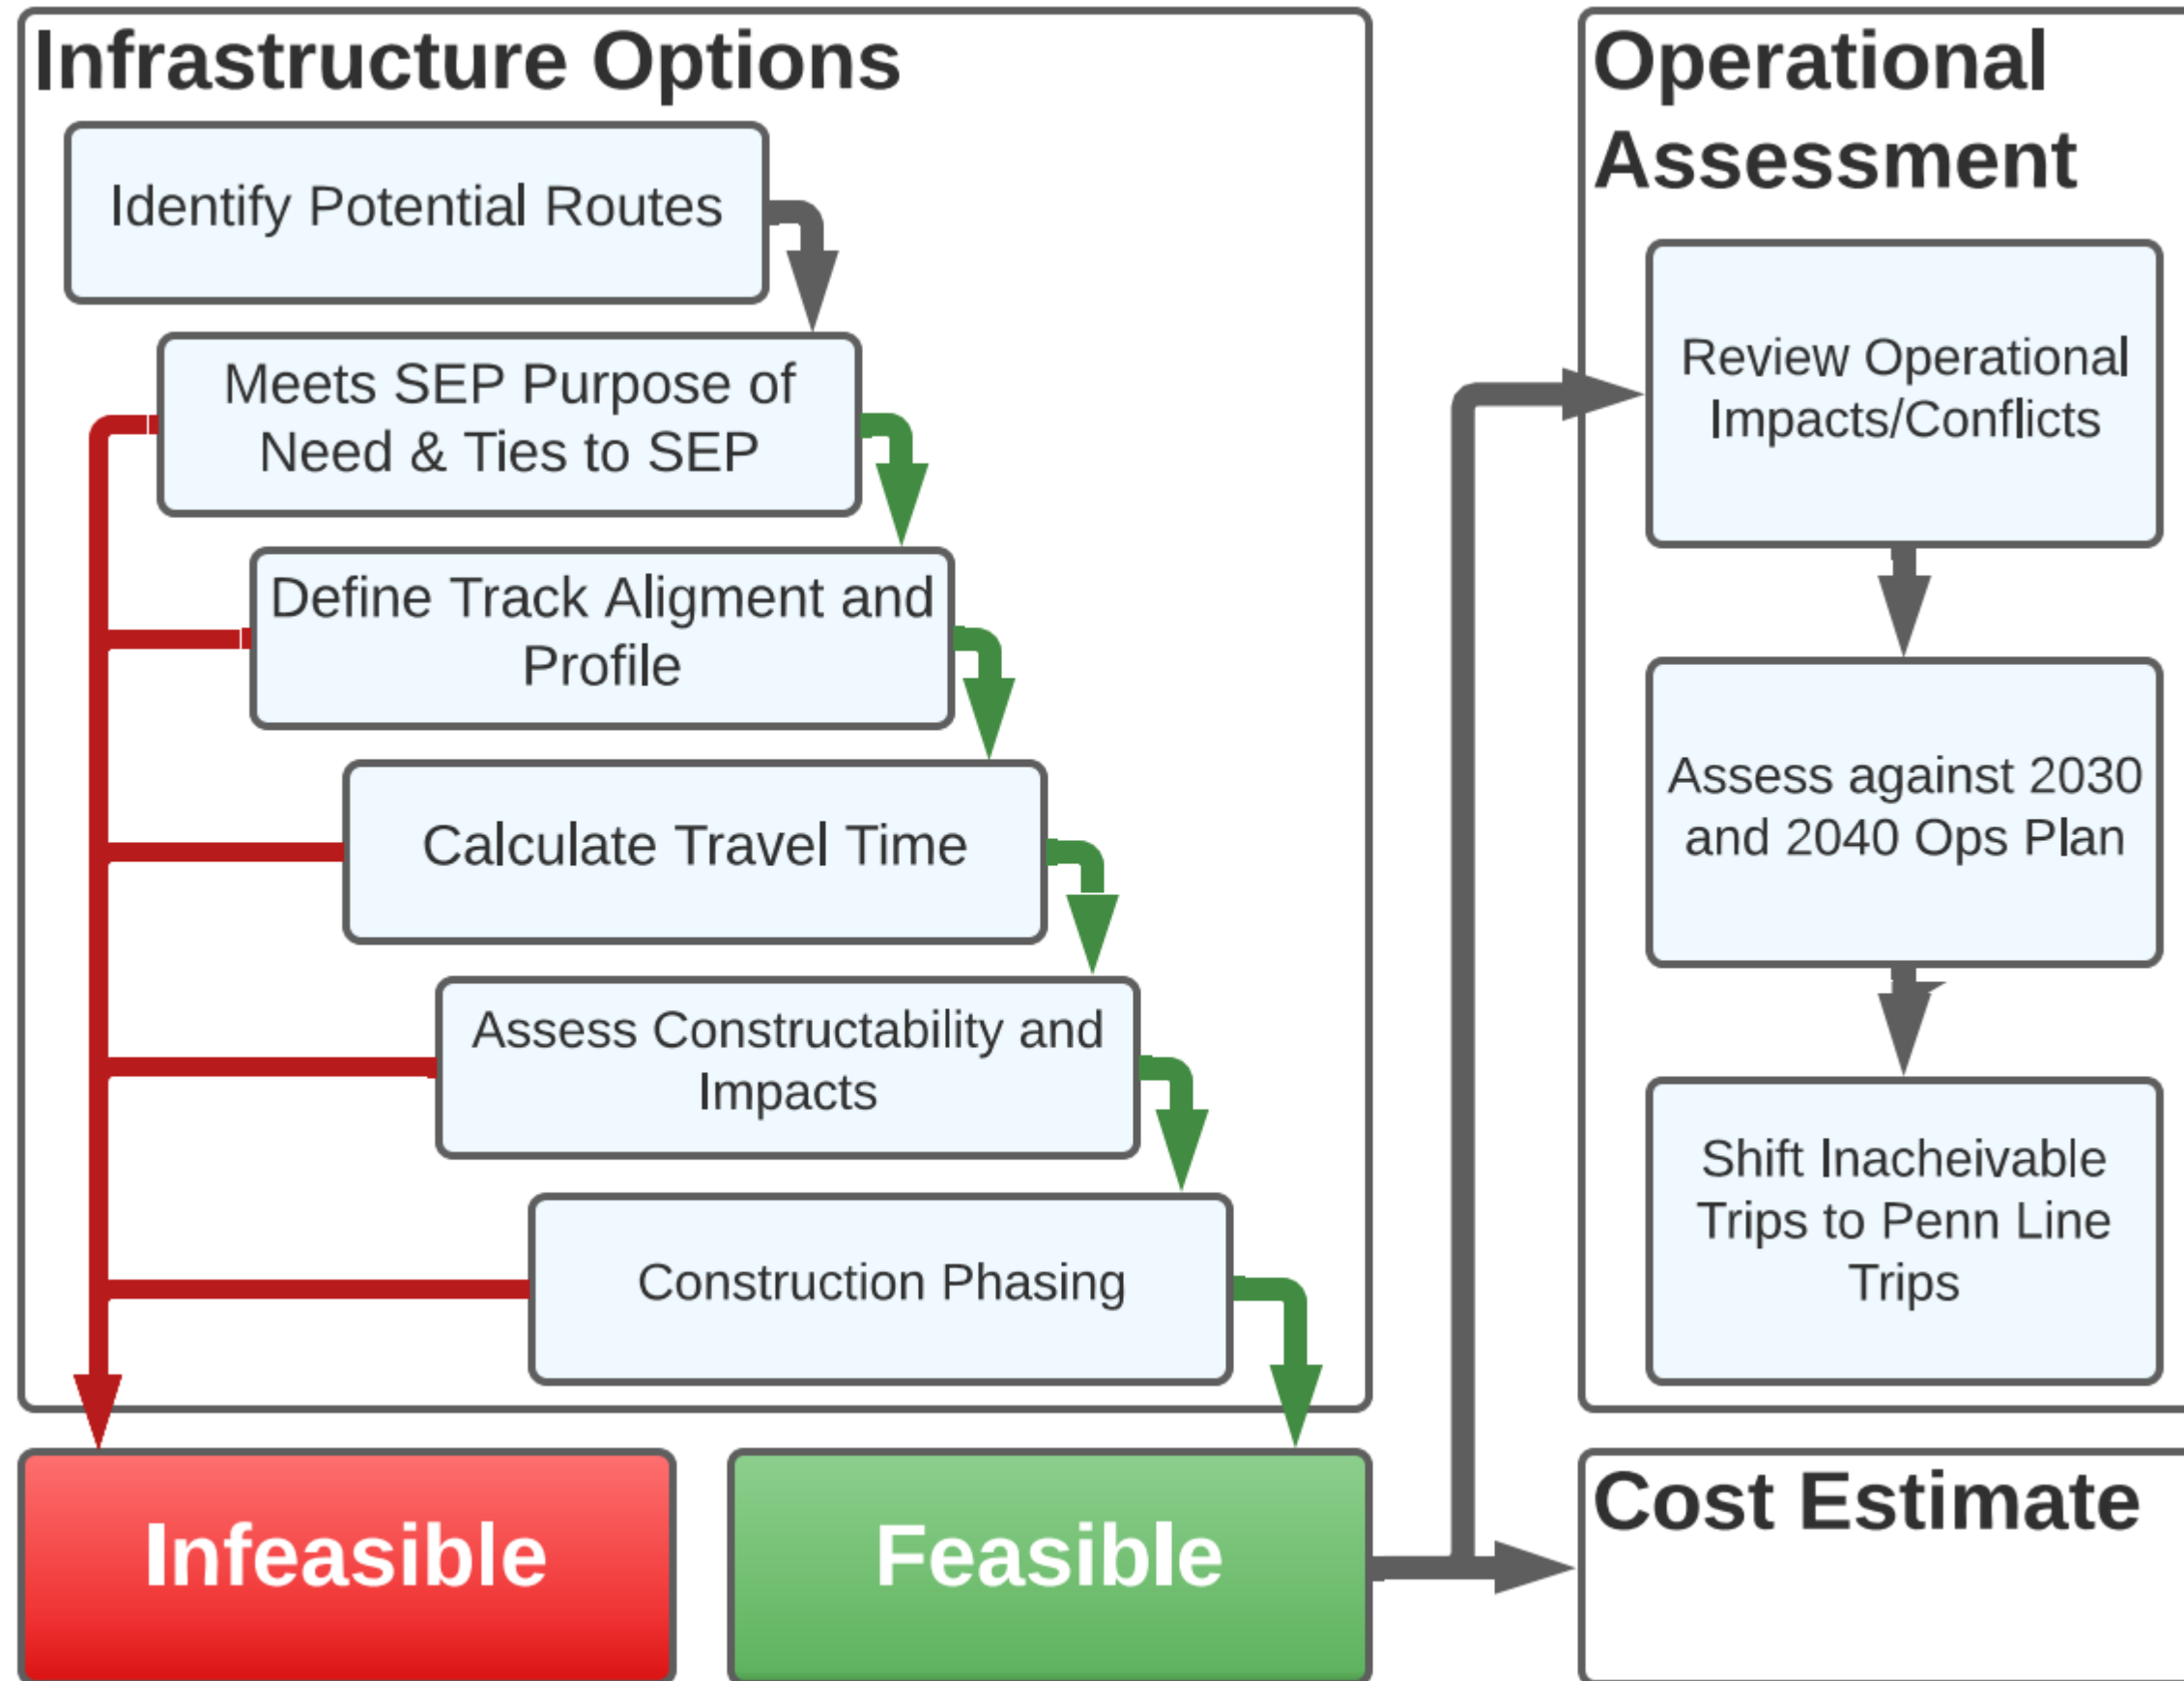 Infrastructure Options
Identify Potential Routes
Meets SEP Purpose of
Need & Ties to SEP
Define Track Aligment and
Profile
Calculate Travel Time
Assess Constructability and
Impacts
Construction Phasing
Infeasible
Feasible
Operational
Assessment
Review Operational
Impacts/Conflicts
Assess against 2030
and 2040 Ops Plan
Shift Inacheivable
Trips to Penn Line
Trips
Cost Estimate